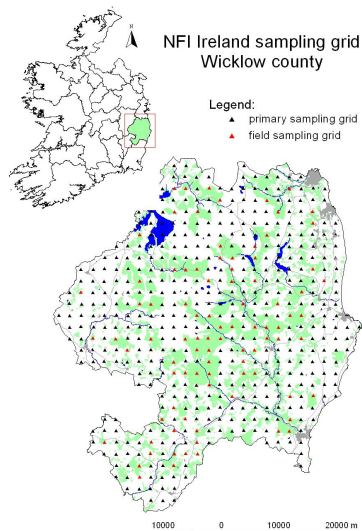 NFI Ireland sampling grid
Wicklow county
N
Legend:
primary sampling grid
field sampling grid
10000 0 10000 20000 m